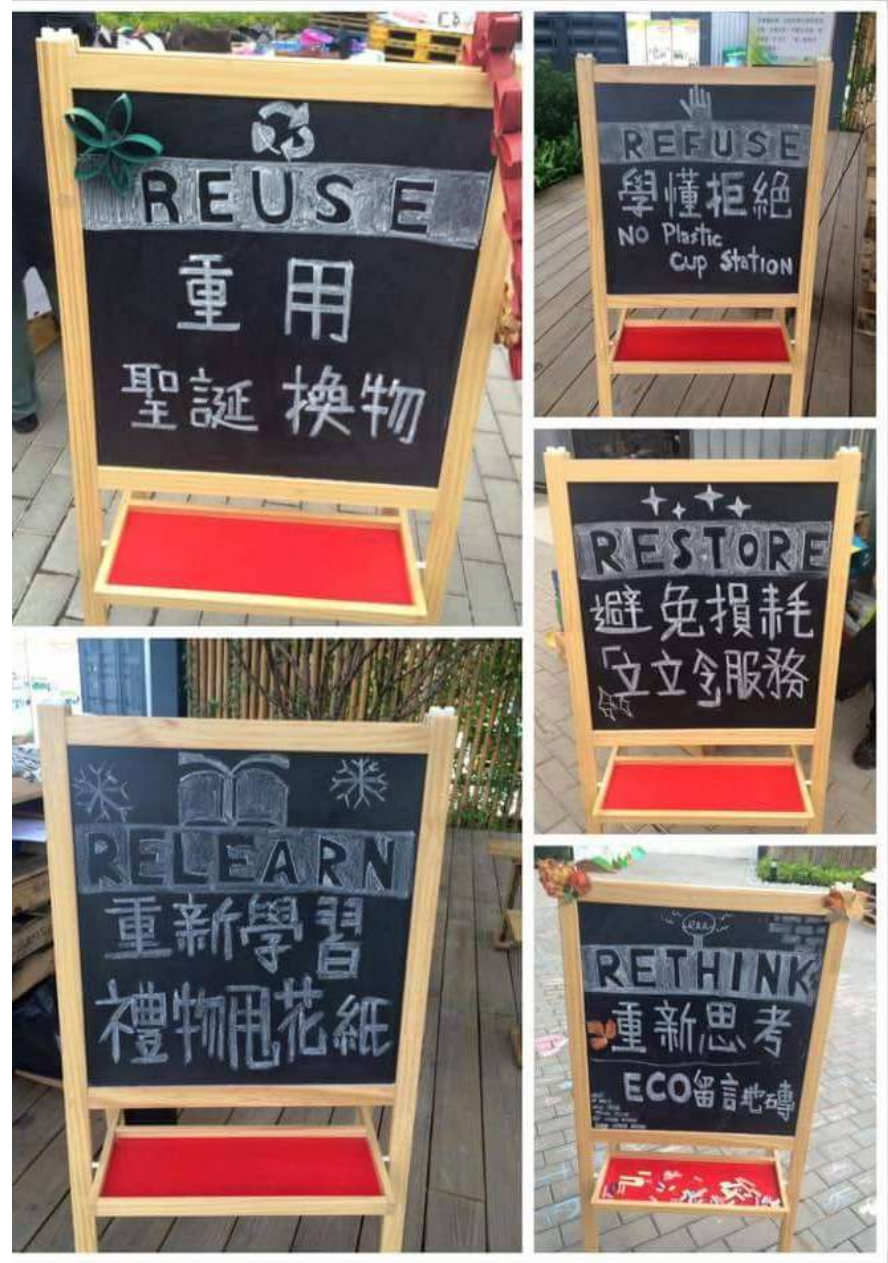 REUSE
重用
聖誕 換物
REFUSE
學懂拒絕
NO Plastic
Cup Station
RESTORE
避免損耗
「立立令」服務
RELEARN
重新學習
禮物甩花紙
RETHINK
重新思考
ECO留言地磚